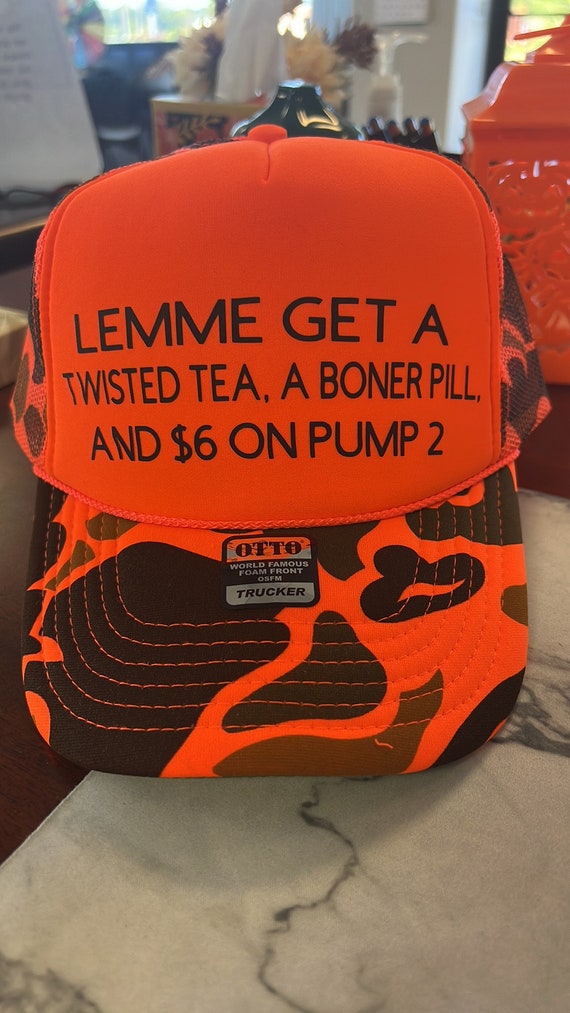 LEMME GET A
TWISTED TEA, A BONER PILL,
AND $6 ON PUMP 2
OTTO
WORLD FAMOUS
FOAM FRONT
OSFM
TRUCKER